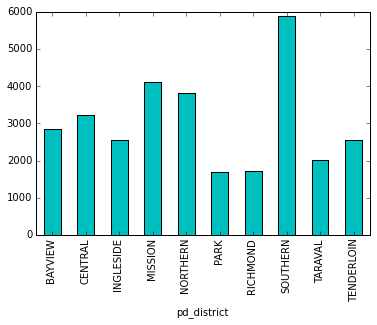 6000
5000
4000
3000
2000
1000
0
BAYVIEW
CENTRAL
INGLESIDE
MISSION
NORTHERN
PARK
RICHMOND
SOUTHERN
TARAVAL
TENDERLOIN
pd_district